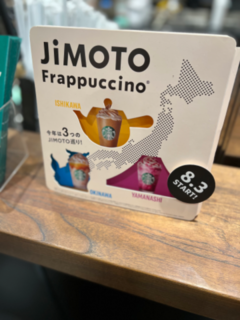 JiMOTO
Frappuccino®
ISHIKAWA
今年は3つの
JiMOTO巡り!
8.3
START!
OKINAWA
YAMANASHI